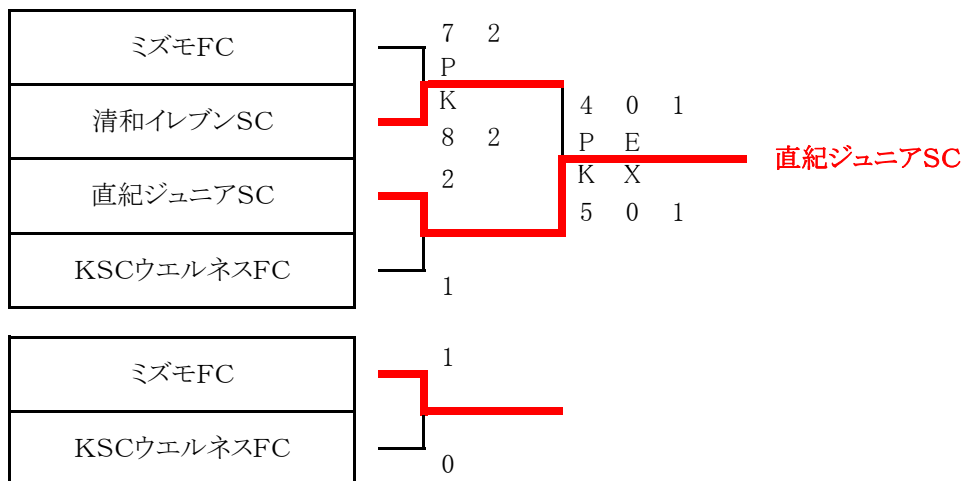 ミズモFC
7 2
P
清和イレブンSC
K
8 2
直紀ジュニアSC
2
KSCウエルネスFC
1
4 0 1
P E
K X
5 0 1
直紀ジュニアSC
ミズモFC
1
KSCウエルネスFC
0